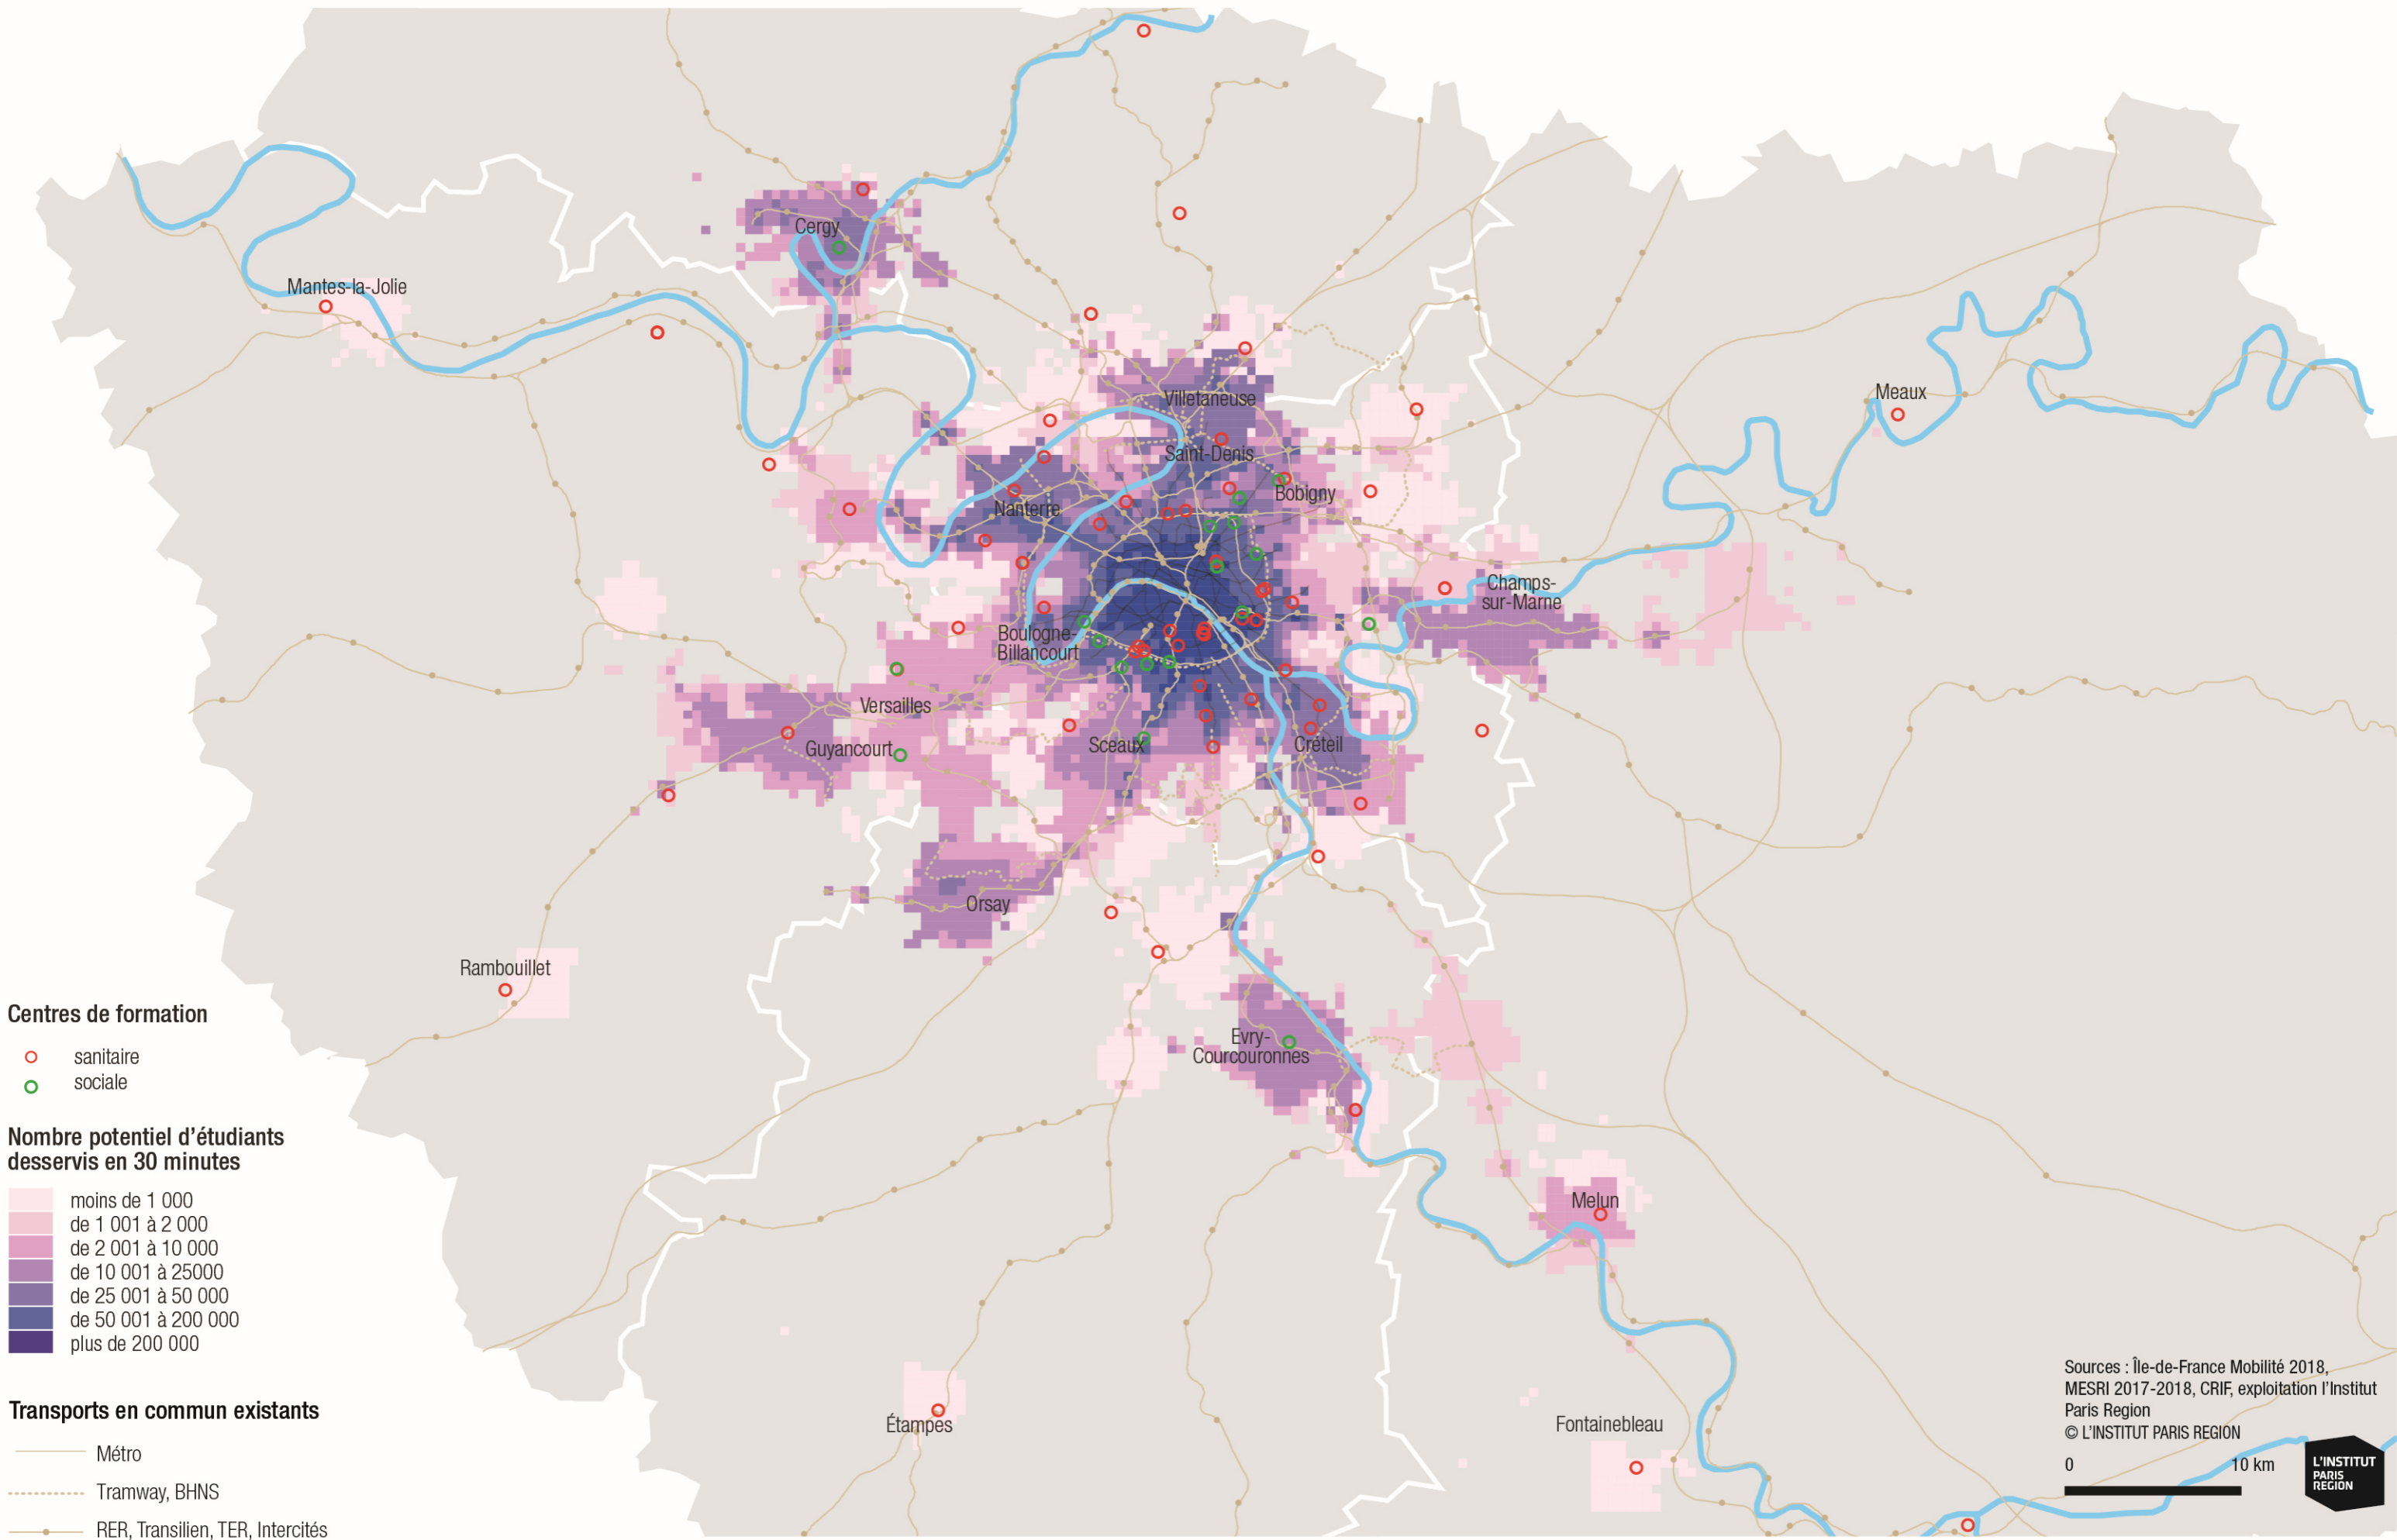 Cergy
Mantes-la-Jolie
Meaux
Villetaneuse
Saint-Denis
Bobigny
Nanterre
Champs-
sur-Marne
Boulogne-
Billancourt
Versailles
Guyancourt
Sceaux
Créteil
Orsay
Rambouillet
Evry-
Courcouronnes
Melun
Étampes
Fontainebleau
Centres de formation
sanitaire
sociale
Nombre potentiel d'étudiants
desservis en 30 minutes
moins de 1 000
de 1 001 à 2 000
de 2 001 à 10 000
de 10 001 à 25000
de 25 001 à 50 000
de 50 001 à 200 000
plus de 200 000
Transports en commun existants
Métro
Tramway, BHNS
RER, Transilien, TER, Intercités
Sources : Île-de-France Mobilité 2018,
MESRI 2017-2018, CRIF, exploitation l'Institut
Paris Region
© L'INSTITUT PARIS REGION
0 10 km
L'INSTITUT
PARIS
REGION